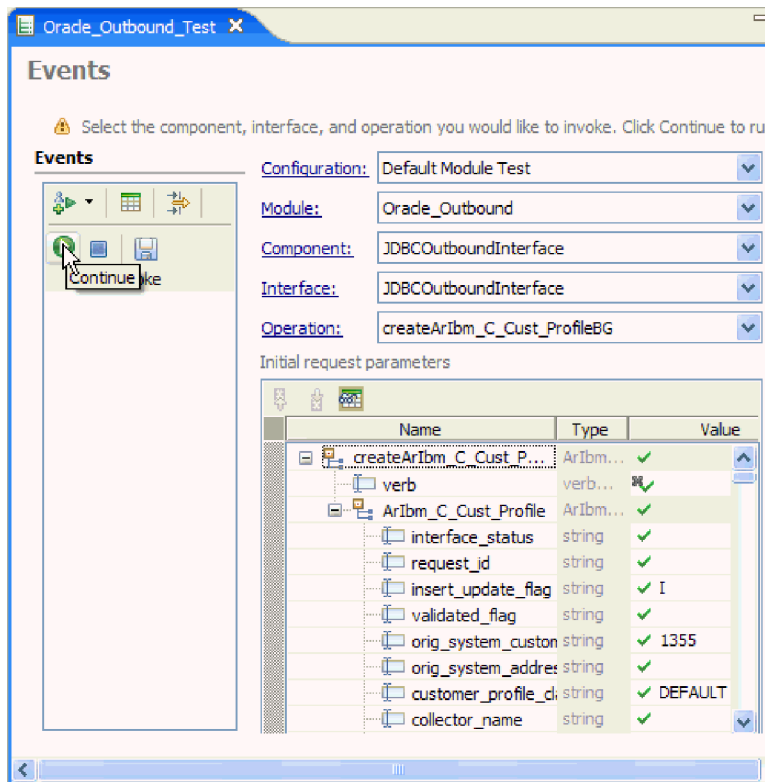 Oracle_Outbound_Test
Events
Select the component, interface, and operation you would like to invoke. Click Continue to ru
Events
Configuration: Default Module Test
Module: Oracle_Outbound
Component: JDBCOutboundInterface
Continue oke
Interface: JDBCOutboundInterface
Operation: createArIbm_C_Cust_ProfileBG
Initial request parameters
Name Type Value
createArIbm_C_Cust_P... ArIbm...
verb verb...
ArIbm_C_Cust_Profile ArIbm...
interface_status string
request_id string
insert_update_flag string I
validated_flag string
orig_system_custon string 1355
orig_system_addres string
customer_profile_cl string DEFAULT
collector_name string